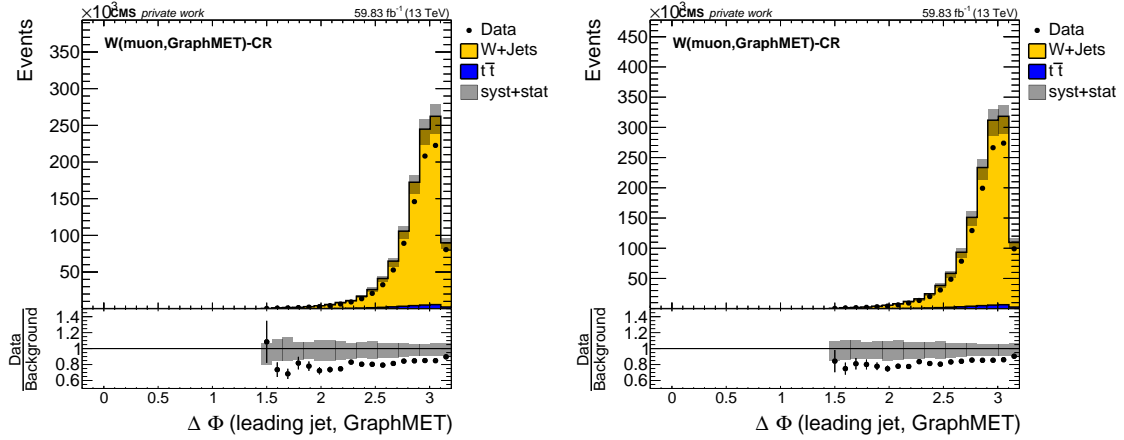 ×10³ CMS private work 59.83 fb⁻¹ (13 TeV)
W(muon,GraphMET)-CR
Events
350
300
250
200
150
100
50
Data
W+Jets
tt̅
syst+stat
Data
Background
1.4
1.2
1
0.8
0.6
0 0.5 1 1.5 2 2.5 3
Δ Φ (leading jet, GraphMET)
×10³ CMS private work 59.83 fb⁻¹ (13 TeV)
W(muon,GraphMET)-CR
Events
450
400
350
300
250
200
150
100
50
Data
W+Jets
tt̅
syst+stat
Data
Background
1.4
1.2
1
0.8
0.6
0 0.5 1 1.5 2 2.5 3
Δ Φ (leading jet, GraphMET)